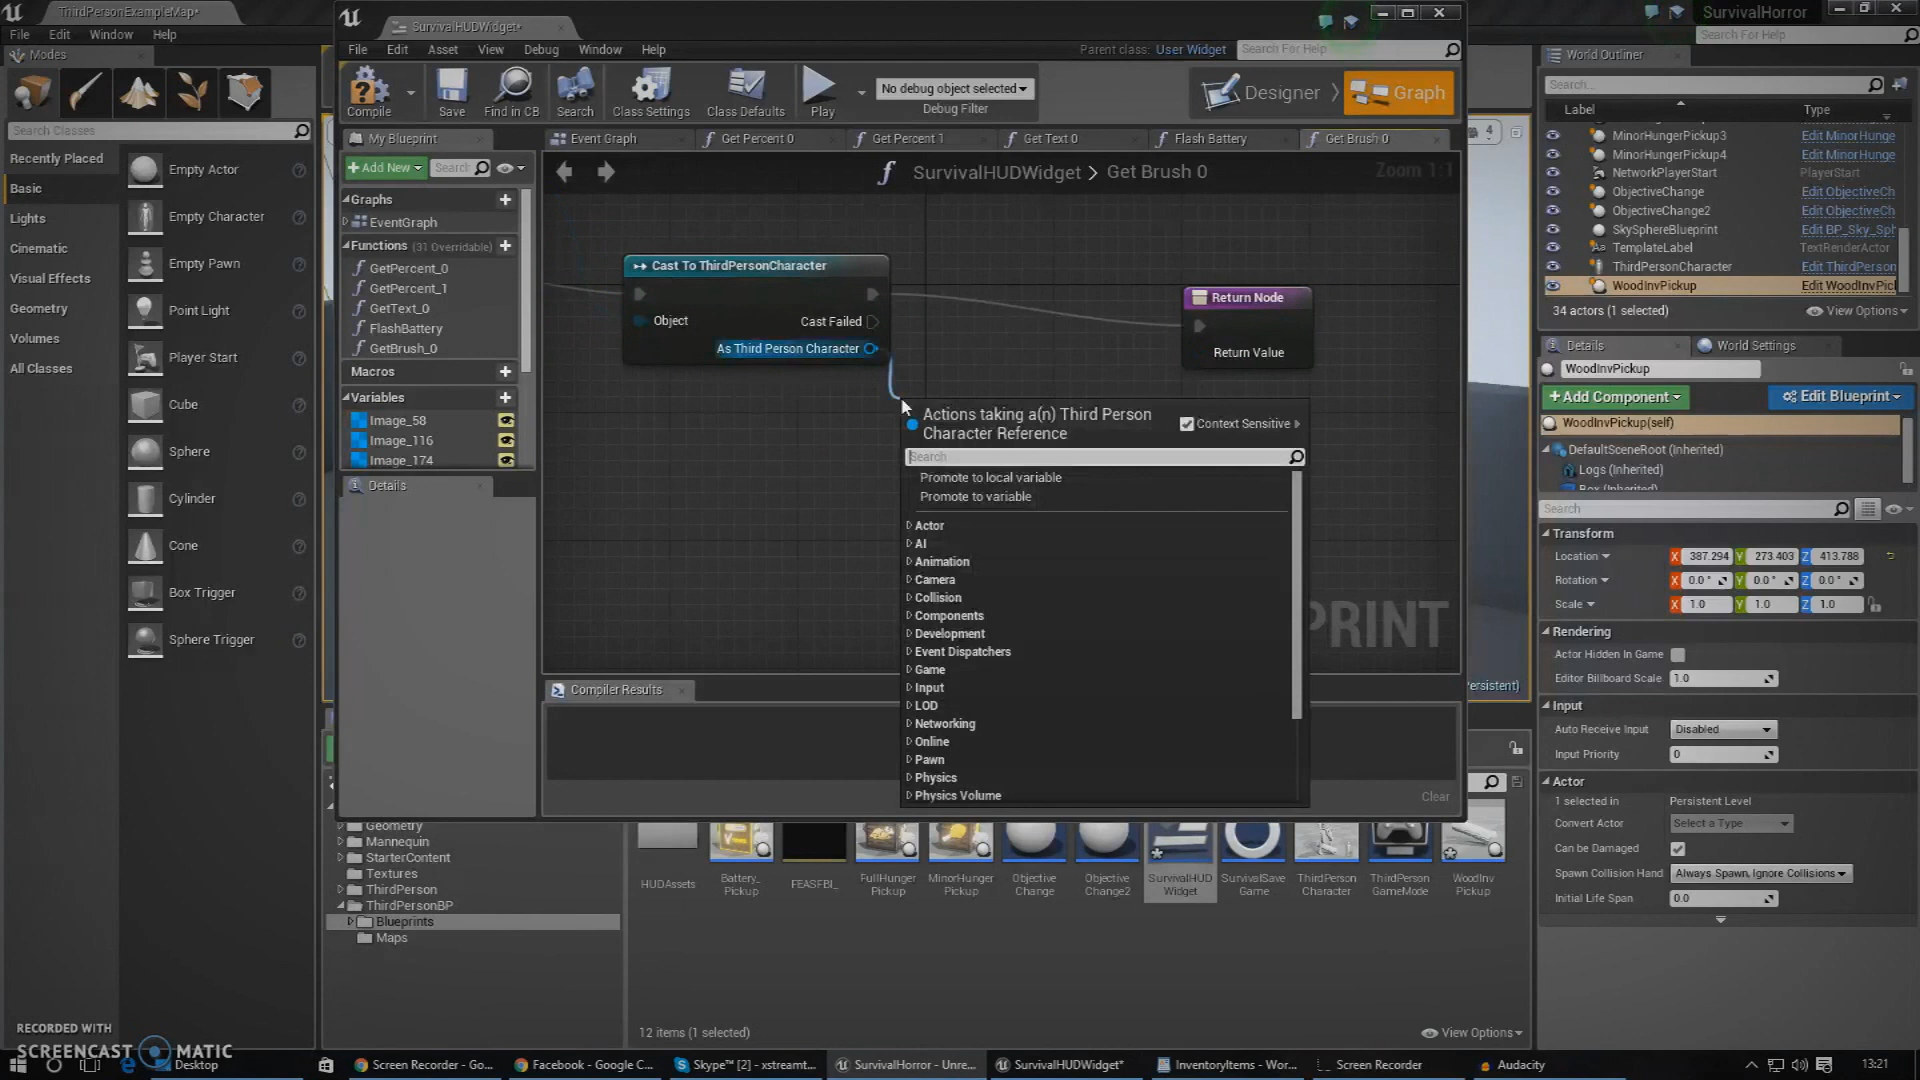 ThirdPersonExampleMap*
File Edit Window Help
Modes
Search Classes
Recently Placed
Basic
Lights
Cinematic
Visual Effects
Geometry
Volumes
All Classes
Empty Actor
Empty Character
Empty Pawn
Point Light
Player Start
Cube
Sphere
Cylinder
Cone
Box Trigger
Sphere Trigger
SurvivalHUDWidget*
File Edit Asset View Debug Window Help
Parent class: User Widget
Search For Help
Compile
Save
Find in CB
Search
Class Settings
Class Defaults
Play
No debug object selected
Debug Filter
Designer
Graph
My Blueprint
Add New
Search
Graphs
EventGraph
Functions (31 Overridable)
GetPercent_0
GetPercent_1
GetText_0
FlashBattery
GetBrush_0
Macros
Variables
Image_58
Image_116
Image_174
Details
Event Graph
Get Percent 0
Get Percent 1
Get Text 0
Flash Battery
Get Brush 0
SurvivalHUDWidget > Get Brush 0
Zoom 1:1
Cast To ThirdPersonCharacter
Object
Cast Failed
As Third Person Character
Return Node
Return Value
Actions taking a(n) Third Person
Character Reference
Context Sensitive
Search
Promote to local variable
Promote to variable
Actor
AI
Animation
Camera
Collision
Components
Development
Event Dispatchers
Game
Input
LOD
Networking
Online
Pawn
Physics
Physics Volume
PRINT
Compiler Results
Clear
ersistent)
4
SurvivalHorror
Search For Help
World Outliner
Search...
Label Type
MinorHungerPickup3 Edit MinorHunge
MinorHungerPickup4 Edit MinorHunge
NetworkPlayerStart PlayerStart
ObjectiveChange Edit ObjectiveCh
ObjectiveChange2 Edit ObjectiveCh
SkySphereBlueprint Edit BP_Sky_Sph
TemplateLabel TextRenderActor
ThirdPersonCharacter Edit ThirdPerson
WoodInvPickup Edit WoodInvPicl
34 actors (1 selected)
View Options
Details
World Settings
WoodInvPickup
Add Component
Edit Blueprint
WoodInvPickup(self)
DefaultSceneRoot (Inherited)
Logs (Inherited)
Box (Inherited)
Search
Transform
Location X 387.294 Y 273.403 Z 413.788
Rotation X 0.0 ° Y 0.0 ° Z 0.0 °
Scale X 1.0 Y 1.0 Z 1.0
Rendering
Actor Hidden In Game
Editor Billboard Scale 1.0
Input
Auto Receive Input Disabled
Input Priority 0
Actor
1 selected in Persistent Level
Convert Actor Select a Type
Can be Damaged
Spawn Collision Hand Always Spawn, Ignore Collisions
Initial Life Span 0.0
Geometry
Mannequin
StarterContent
Textures
ThirdPerson
ThirdPersonBP
Blueprints
Maps
HUDAssets
Battery_
Pickup
FEASFBI_
FullHunger
Pickup
MinorHunger
Pickup
Objective
Change
Objective
Change2
SurvivalHUD
Widget
SurvivalSave
Game
ThirdPerson
Character
ThirdPerson
GameMode
WoodInv
Pickup
12 items (1 selected)
View Options
RECORDED WITH
SCREENCAST MATIC
Desktop
Screen Recorder - Go...
Facebook - Google C...
Skype™ [2] - xstreamt...
SurvivalHorror - Unre...
SurvivalHUDWidget*
InventoryItems - Wor...
Screen Recorder
Audacity
13:21